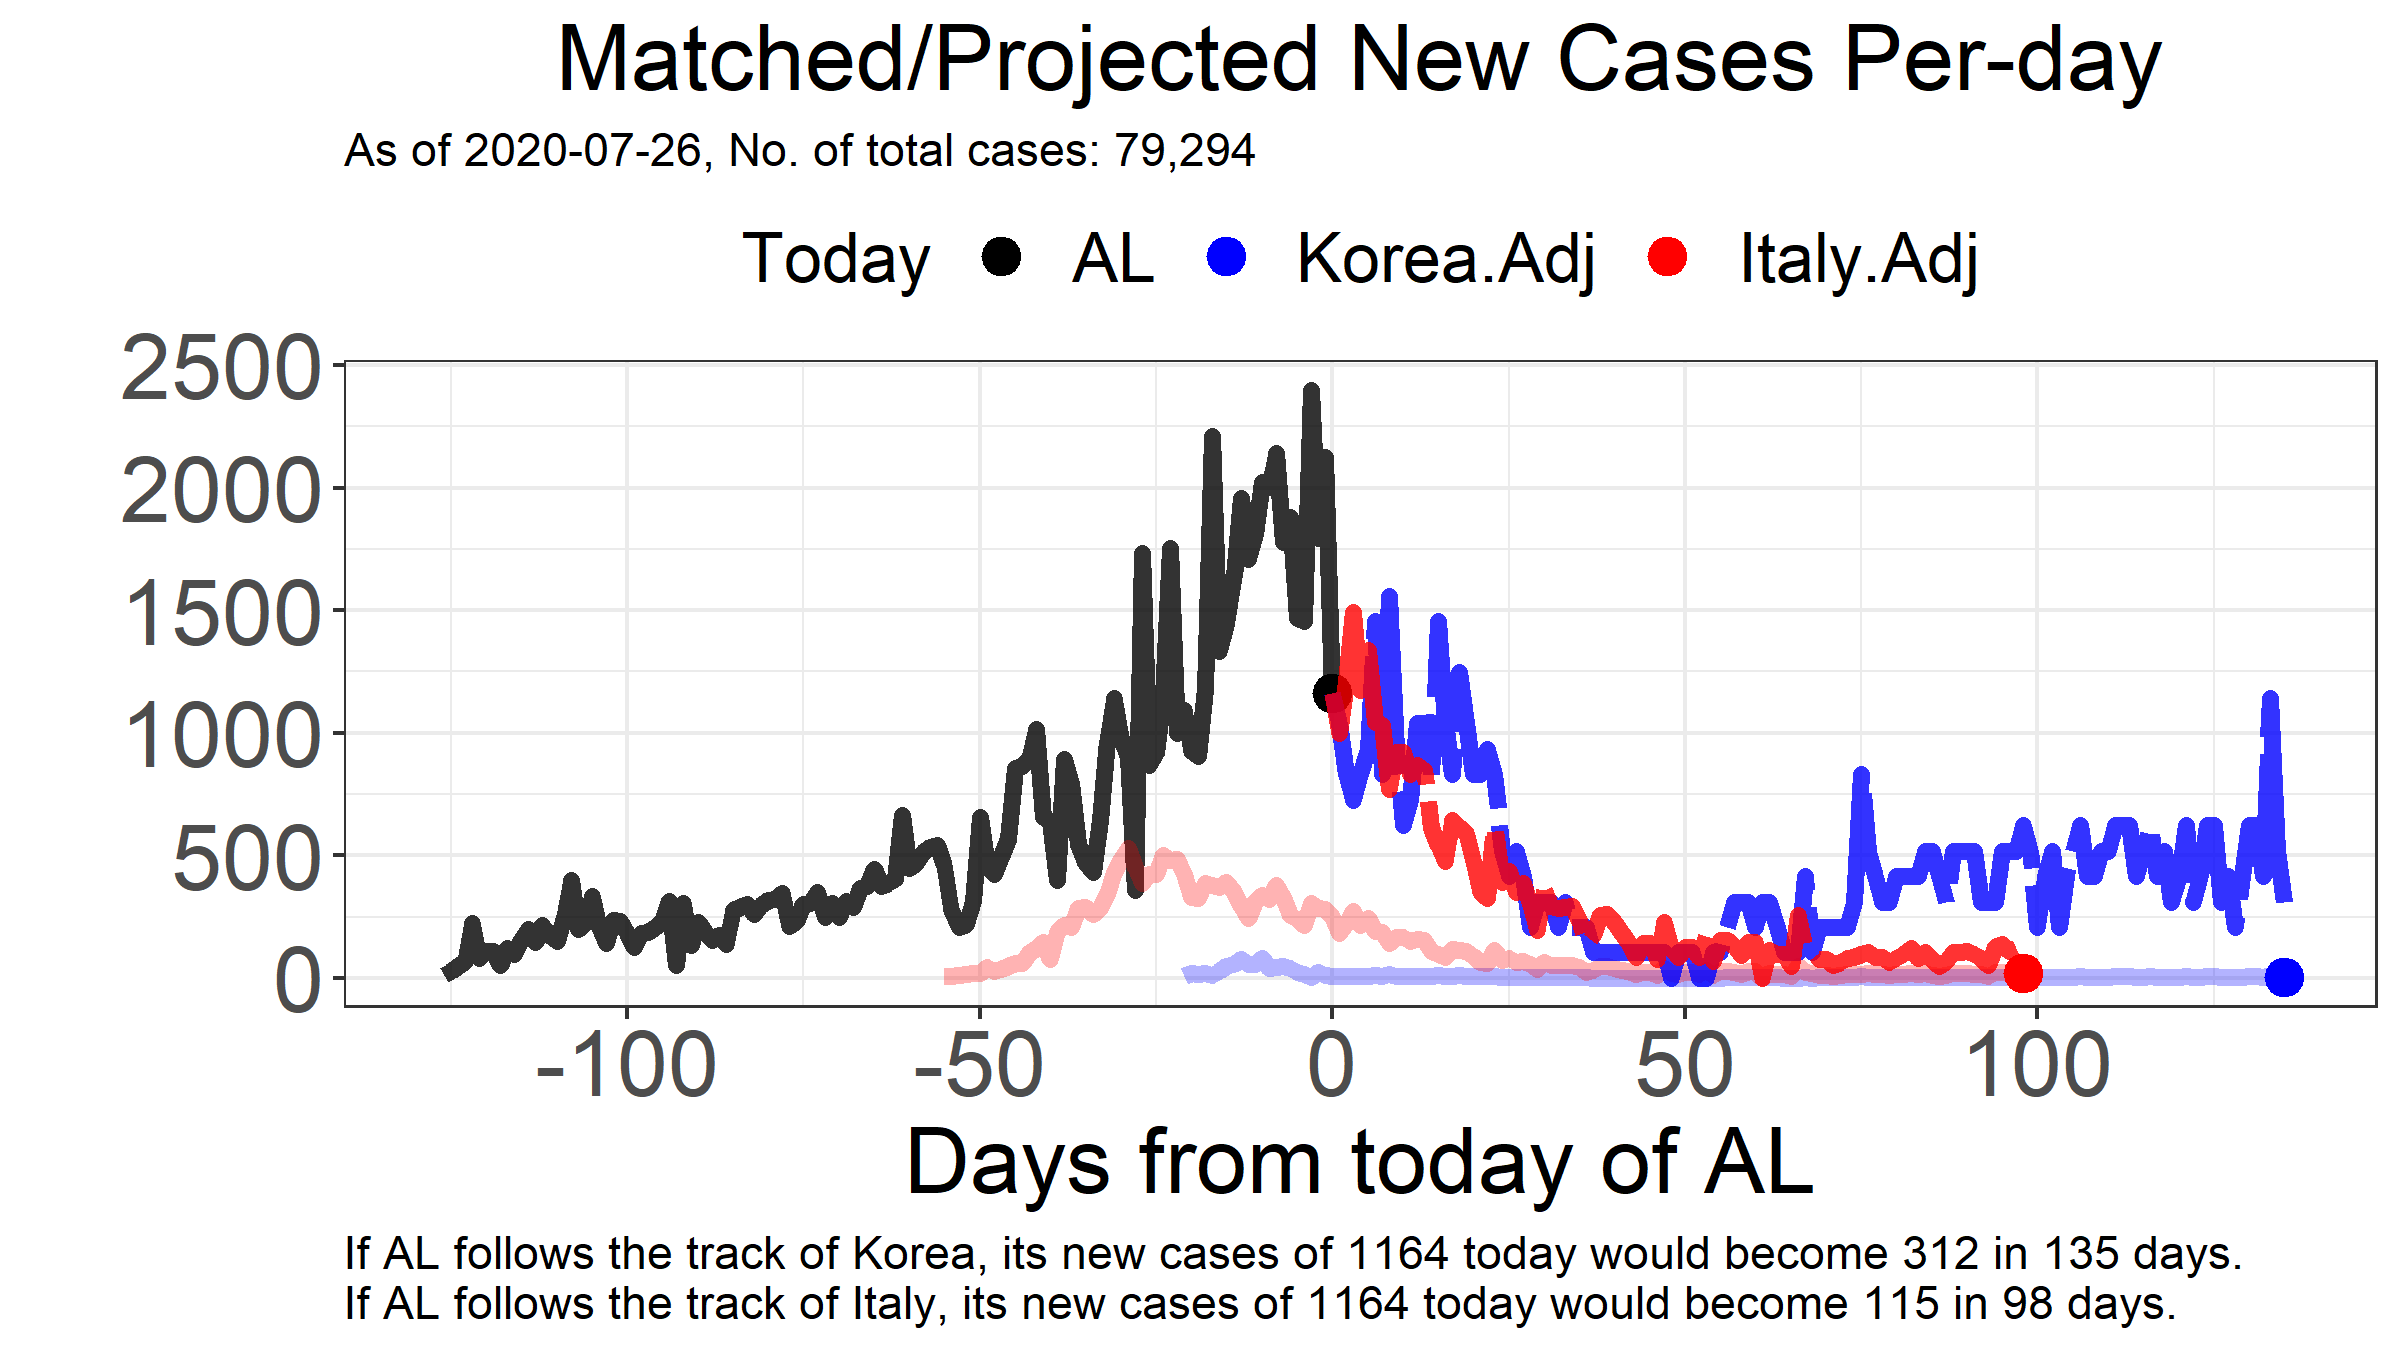 Matched/Projected New Cases Per-day
As of 2020-07-26, No. of total cases: 79,294
Today AL Korea.Adj Italy.Adj
2500
2000
1500
1000
500
0
-100 -50 0 50 100
Days from today of AL
If AL follows the track of Korea, its new cases of 1164 today would become 312 in 135 days.
If AL follows the track of Italy, its new cases of 1164 today would become 115 in 98 days.